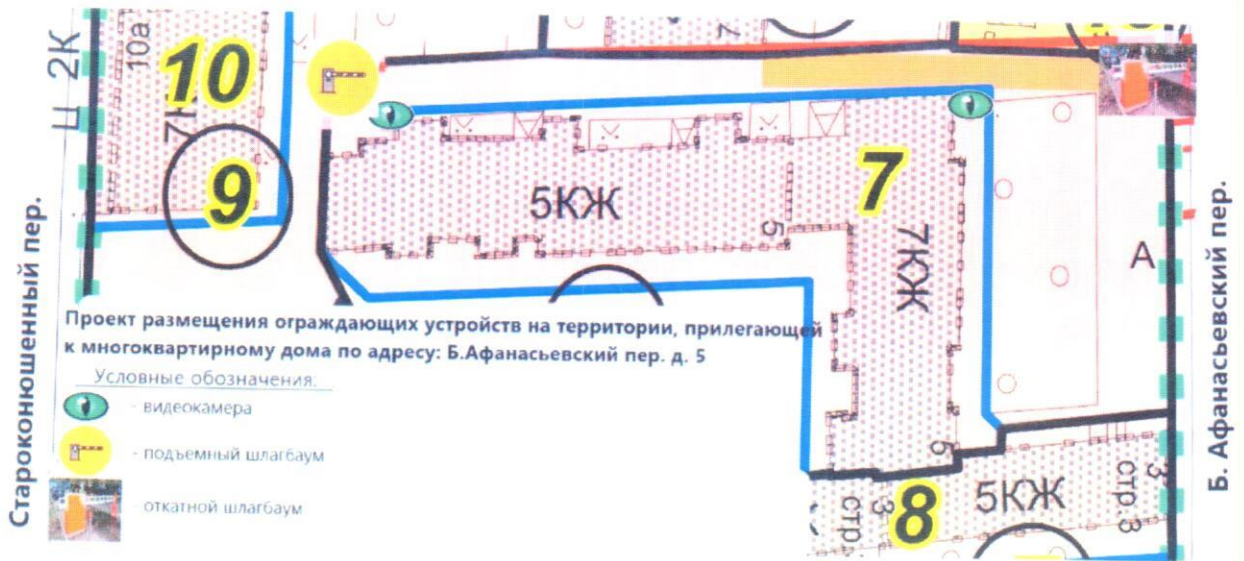 Староконюшенный пер.
Ц 2К
10а
10
9
5КЖ
5
7
7КЖ
5
А
Б. Афанасьевский пер.
Проект размещения ограждающих устройств на территории, прилегающей
к многоквартирному дома по адресу: Б.Афанасьевский пер. д. 5
Условные обозначения:
- видеокамера
- подъемный шлагбаум
- откатной шлагбаум
3
стр.
8
5КЖ
3
стр.3